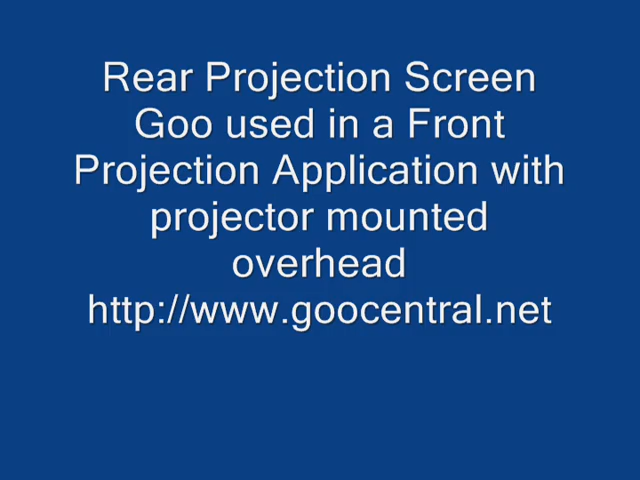 Rear Projection Screen
Goo used in a Front
Projection Application with
projector mounted
overhead
http://www.goocentral.net